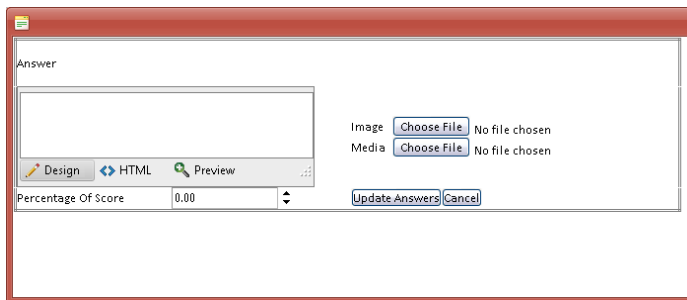 Answer
Image Choose File No file chosen
Media Choose File No file chosen
Design HTML Preview
Percentage Of Score 0.00 Update Answers Cancel